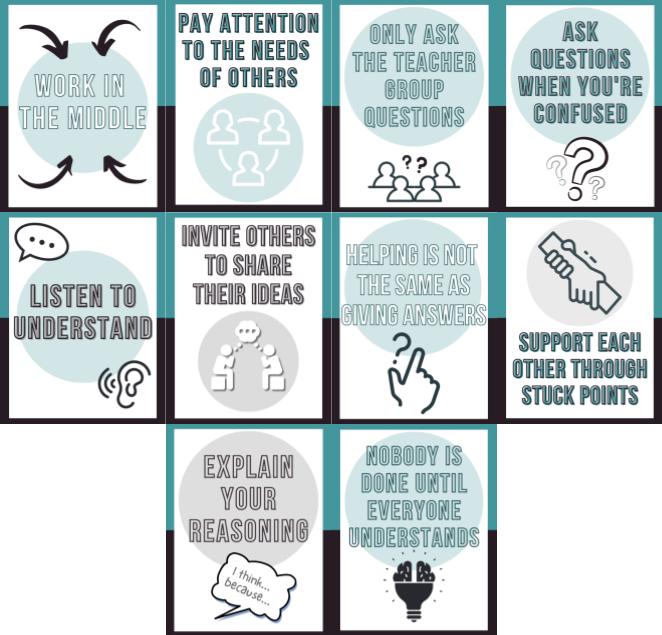 WORK IN
THE MIDDLE
PAY ATTENTION
TO THE NEEDS
OF OTHERS
ONLY ASK
THE TEACHER
GROUP
QUESTIONS
??
ASK
QUESTIONS
WHEN YOU'RE
CONFUSED
???
LISTEN TO
UNDERSTAND
INVITE OTHERS
TO SHARE
THEIR IDEAS
HELPING IS NOT
THE SAME AS
GIVING ANSWERS
?
SUPPORT EACH
OTHER THROUGH
STUCK POINTS
EXPLAIN
YOUR
REASONING
I think...
because...
NOBODY IS
DONE UNTIL
EVERYONE
UNDERSTANDS